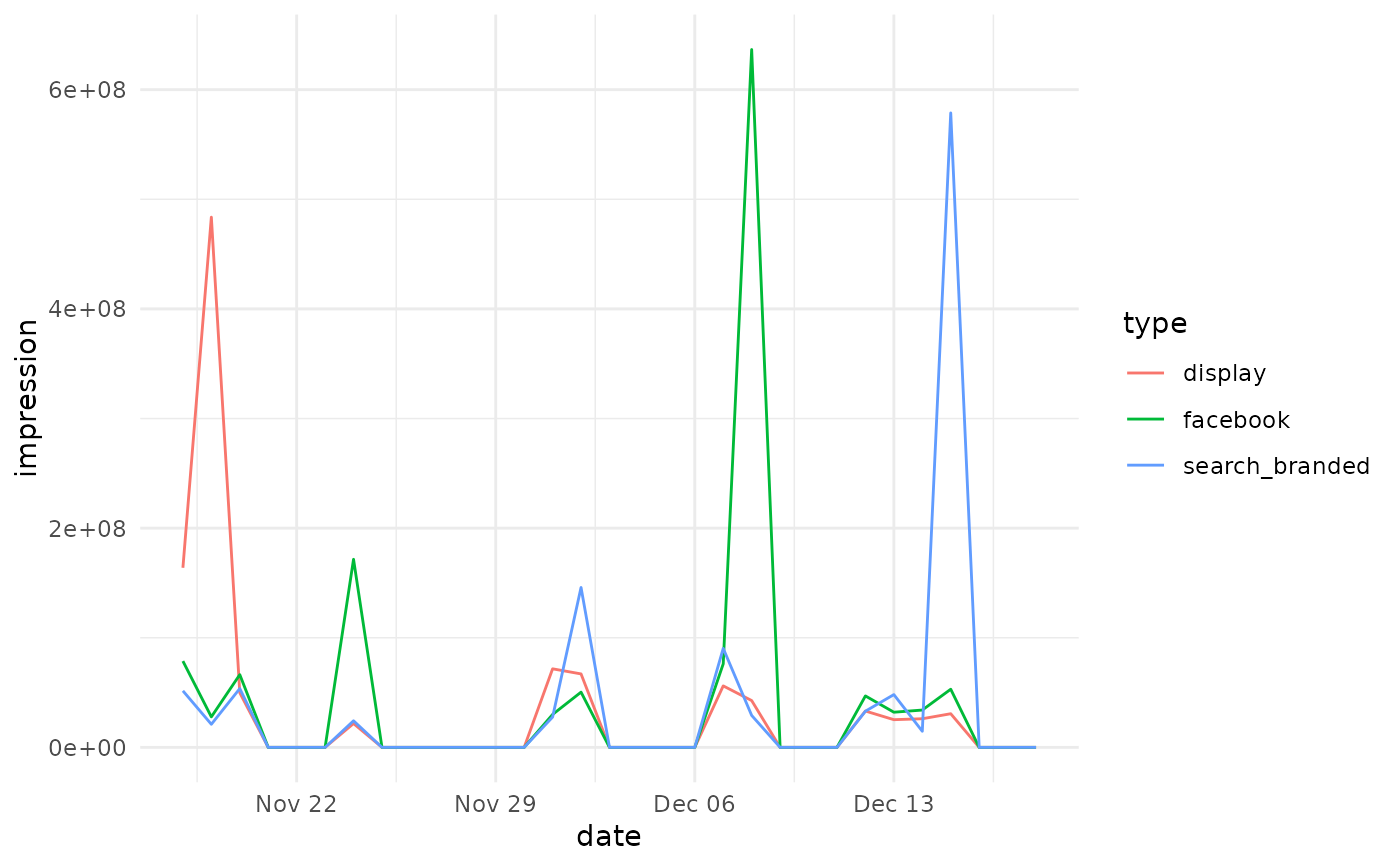 6e+08
4e+08
2e+08
0e+00
impression
Nov 22
Nov 29
Dec 06
Dec 13
date
type
display
facebook
search_branded